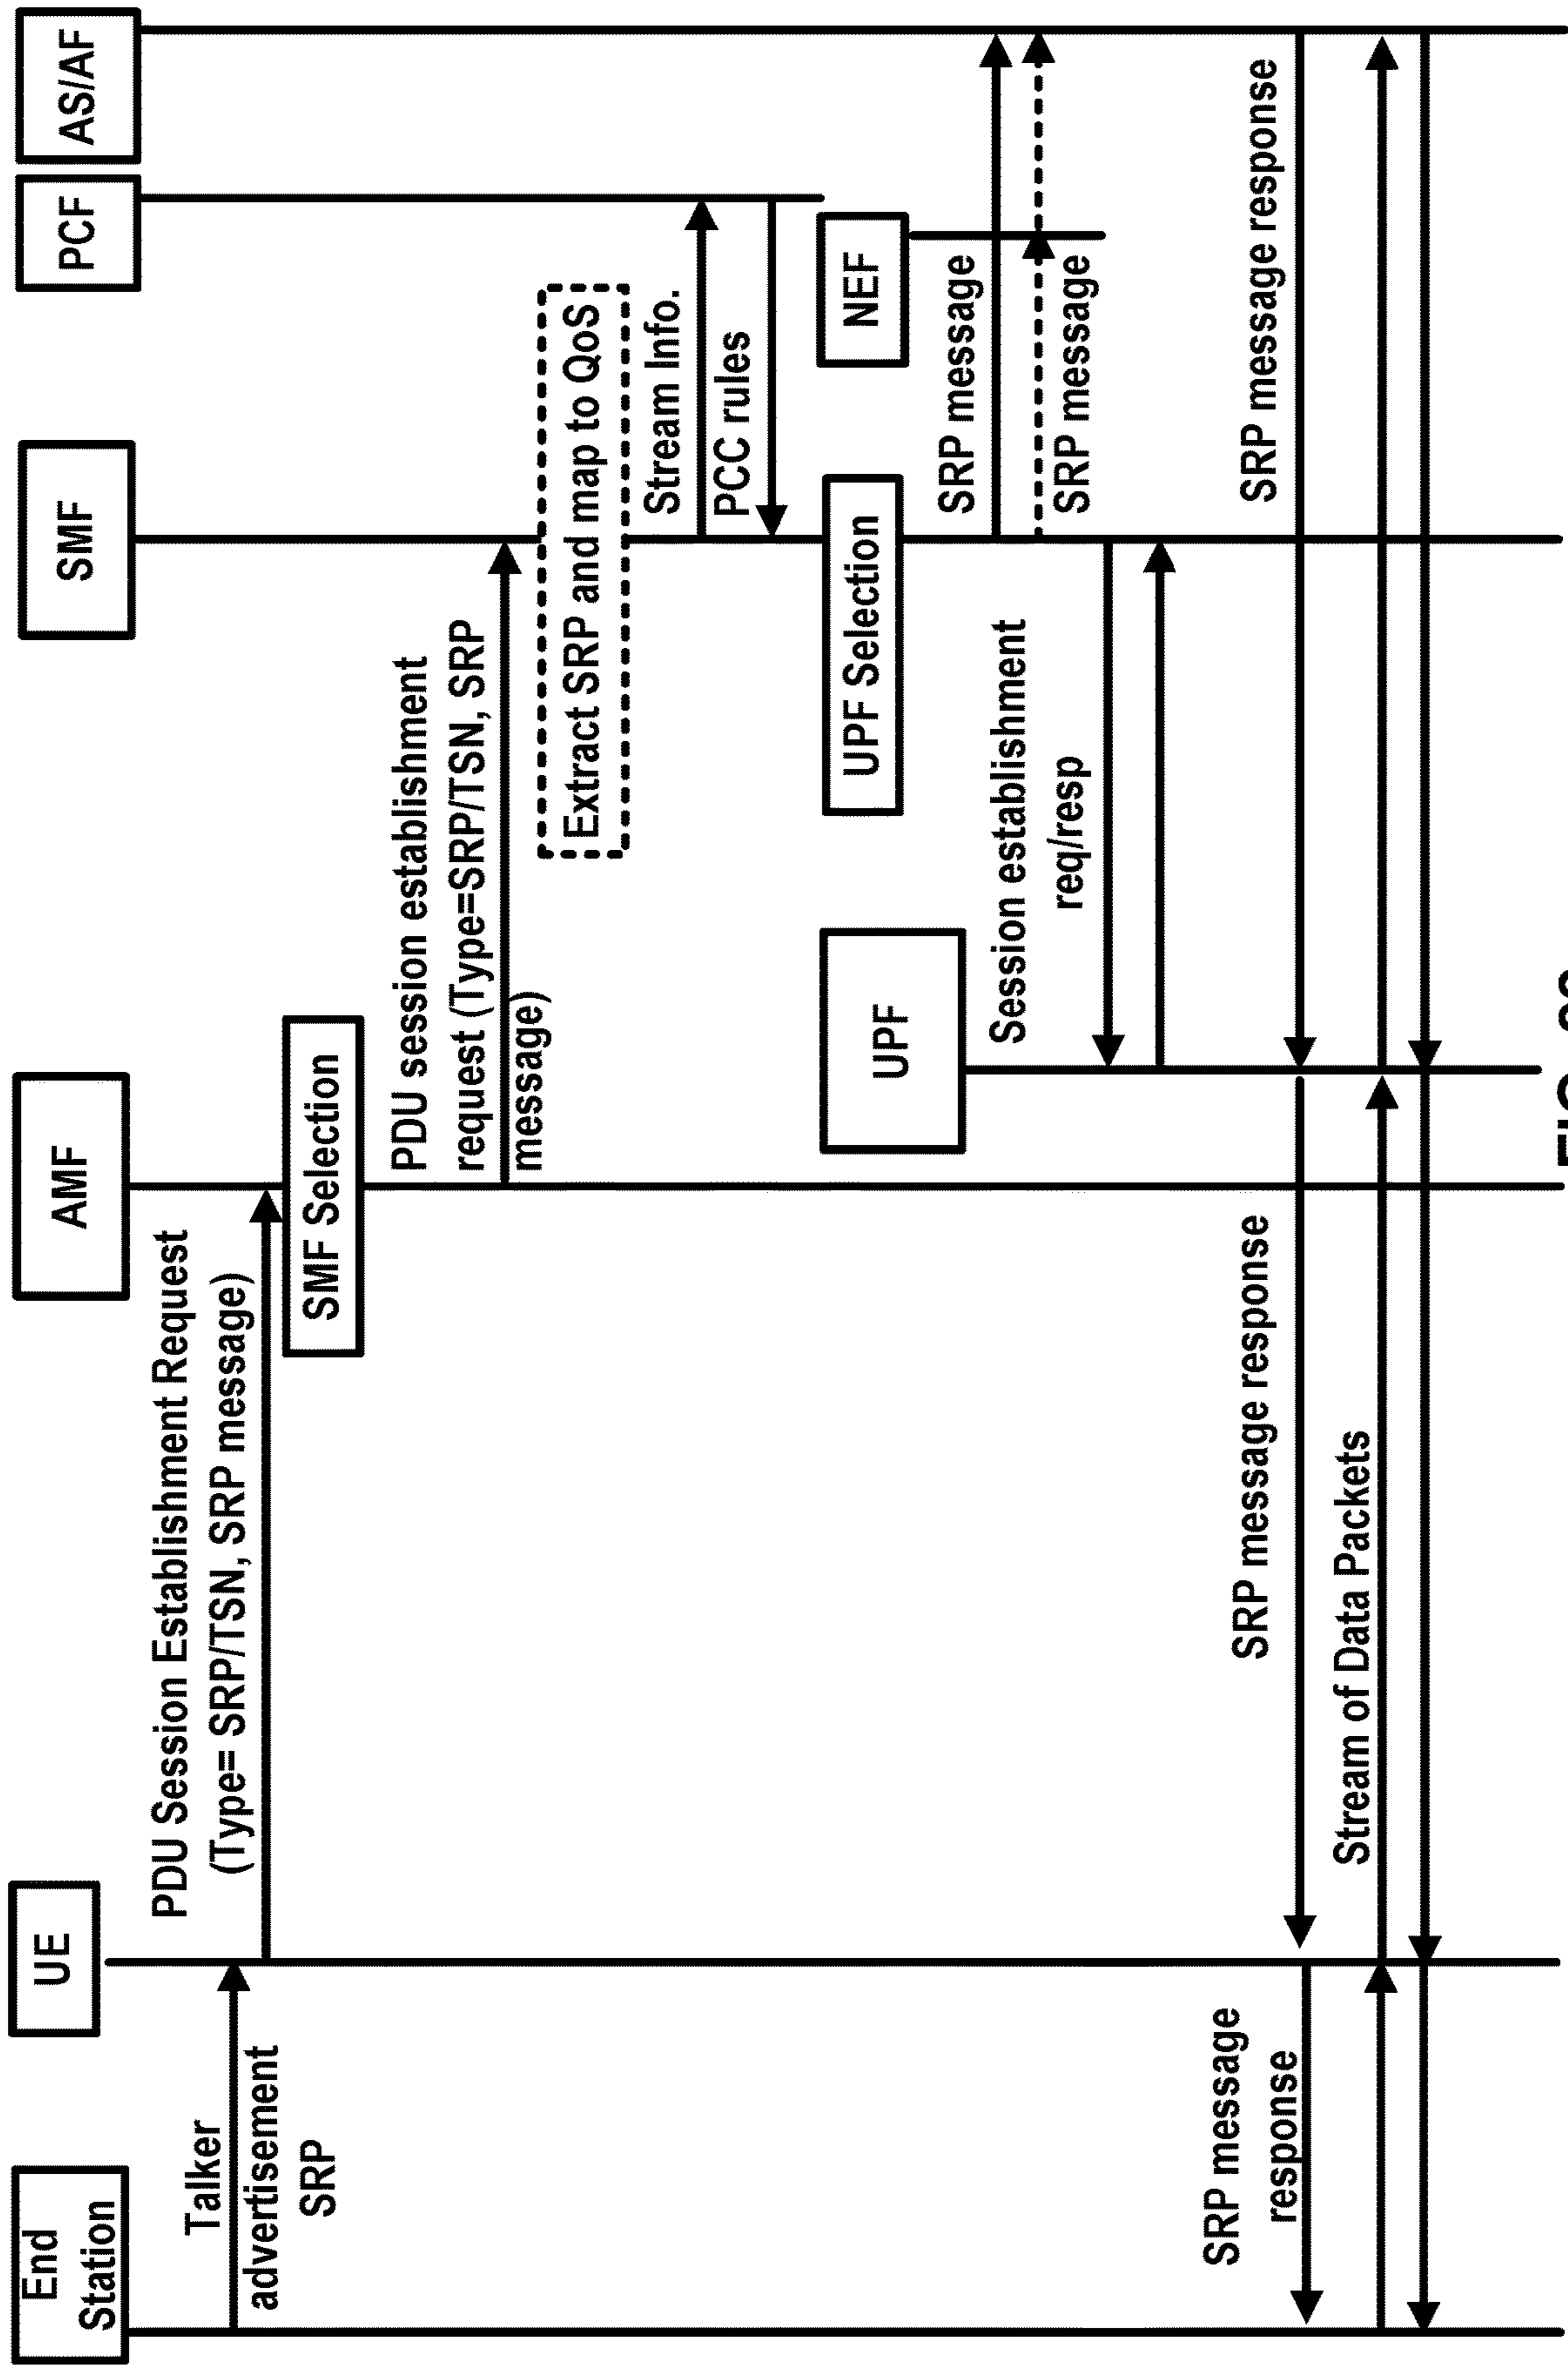 End
Station
UE
AMF
SMF
PCF
AS/AF
Talker
advertisement
SRP
PDU Session Establishment Request
(Type= SRP/TSN, SRP message)
SMF Selection
PDU session establishment
request (Type=SRP/TSN, SRP
message)
Extract SRP and map to QoS
Stream Info.
PCC rules
UPF
UPF Selection
NEF
SRP message
SRP message
Session establishment
req/resp
SRP message
response
SRP message response
SRP message response
Stream of Data Packets